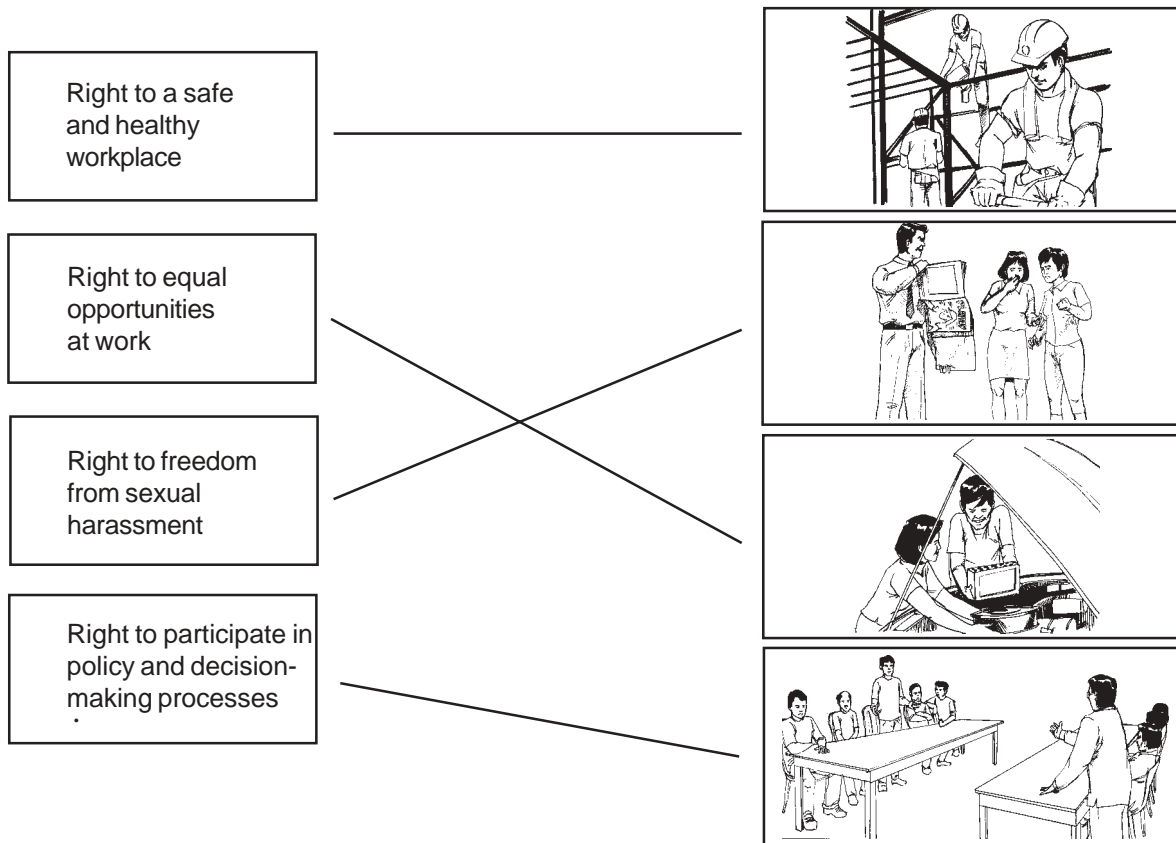 Right to a safe
and healthy
workplace
Right to equal
opportunities
at work
Right to freedom
from sexual
harassment
Right to participate in
policy and decision-
making processes
.